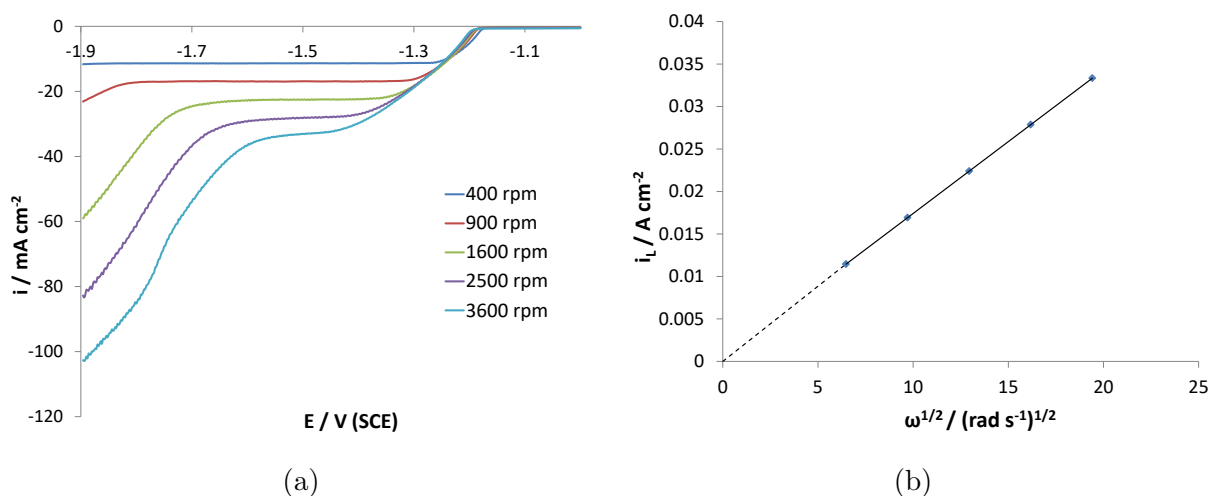 0
-1.9
-1.7
-1.5
-1.3
-1.1
-20
-40
-60
-80
-100
-120
i / mA cm⁻²
E / V (SCE)
400 rpm
900 rpm
1600 rpm
2500 rpm
3600 rpm
(a)
0.04
0.035
0.03
0.025
0.02
0.015
0.01
0.005
0
0
5
10
15
20
25
i_L / A cm⁻²
ω^1/2 / (rad s⁻¹)^1/2
(b)